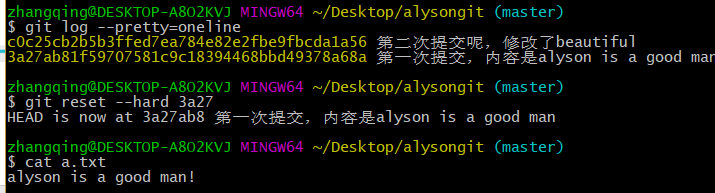 zhangqing@DESKTOP-A8O2KVJ MINGW64 ~/Desktop/alysongit (master)
$ git log --pretty=oneline
c0c25cb2b5b3ffed7ea784e82e2fbe9fbcda1a56 第二次提交呢，修改了beautiful
3a27ab81f59707581c9c18394468bbd49378a68a 第一次提交，内容是alyson is a good man
zhangqing@DESKTOP-A8O2KVJ MINGW64 ~/Desktop/alysongit (master)
$ git reset --hard 3a27
HEAD is now at 3a27ab8 第一次提交，内容是alyson is a good man
zhangqing@DESKTOP-A8O2KVJ MINGW64 ~/Desktop/alysongit (master)
$ cat a.txt
alyson is a good man!